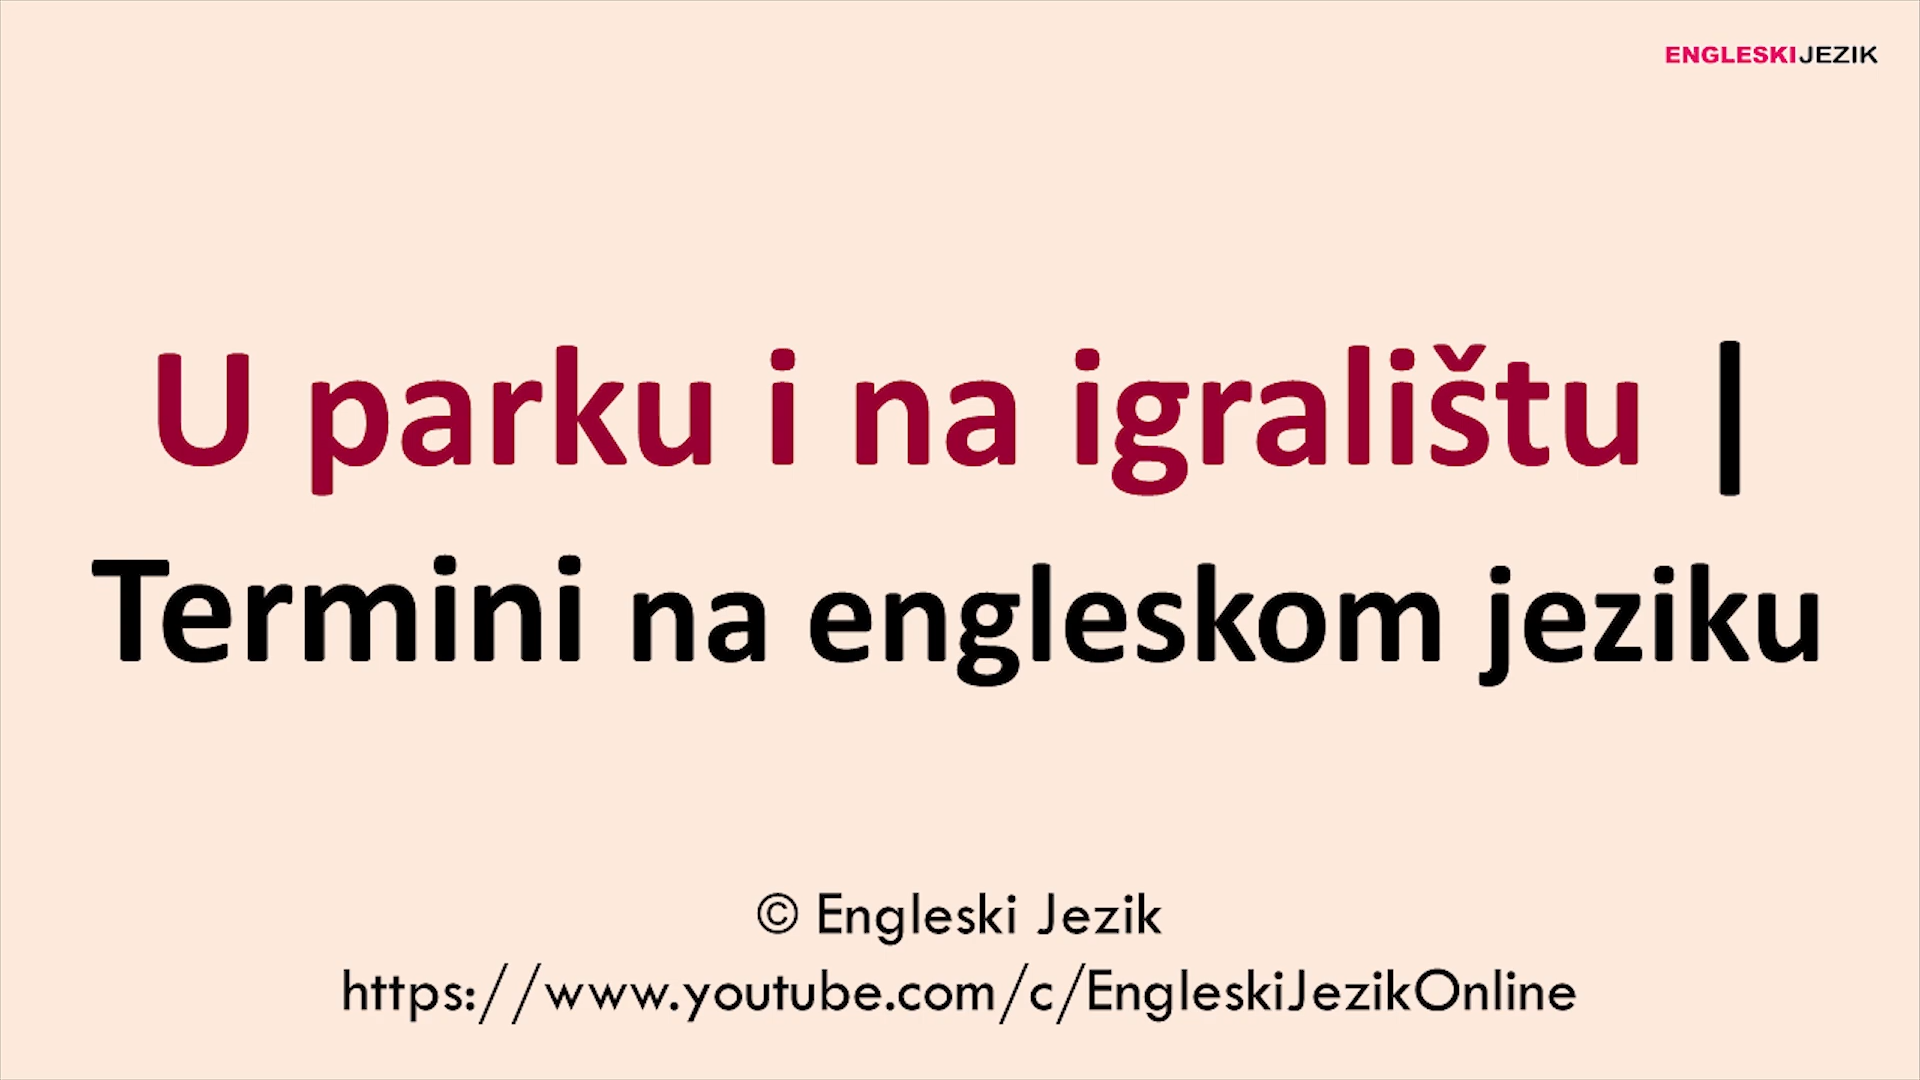 ENGLESKIJEZIK
U parku i na igralištu |
Termini na engleskom jeziku
© Engleski Jezik
https://www.youtube.com/c/EngleskiJezikOnline